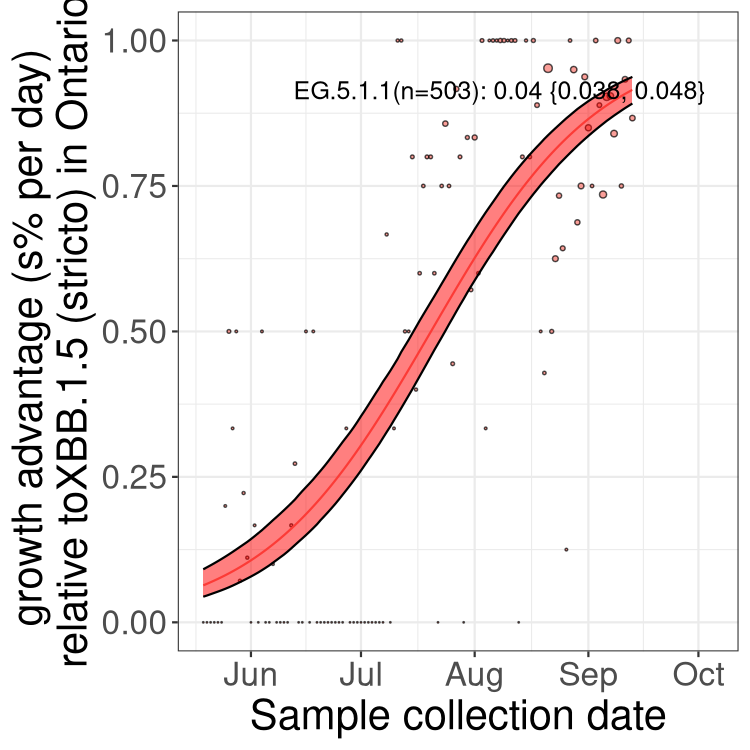 growth advantage (s% per day)
relative toXBB.1.5 (stricto) in Ontario
1.00
0.75
0.50
0.25
0.00
EG.5.1.1(n=503): 0.04 {0.038, 0.048}
Jun Jul Aug Sep Oct
Sample collection date